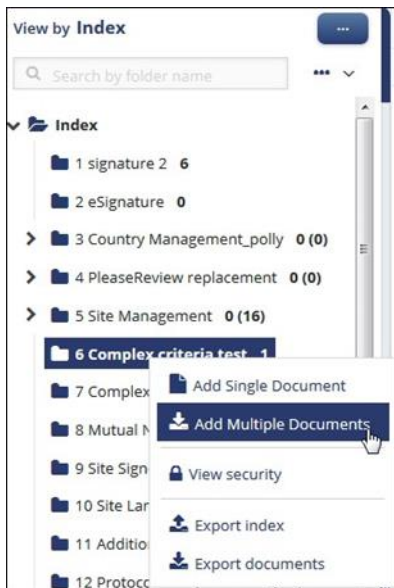 View by Index
...
Search by folder name
Index
1 signature 2 6
2 eSignature 0
3 Country Management_polly 0 (0)
4 PleaseReview replacement 0 (0)
5 Site Management 0 (16)
6 Complex criteria test 1
Add Single Document
7 Complex
Add Multiple Documents
8 Mutual
9 Site Sign
View security
10 Site Lar
Export index
11 Additio
Export documents
12 Protoco